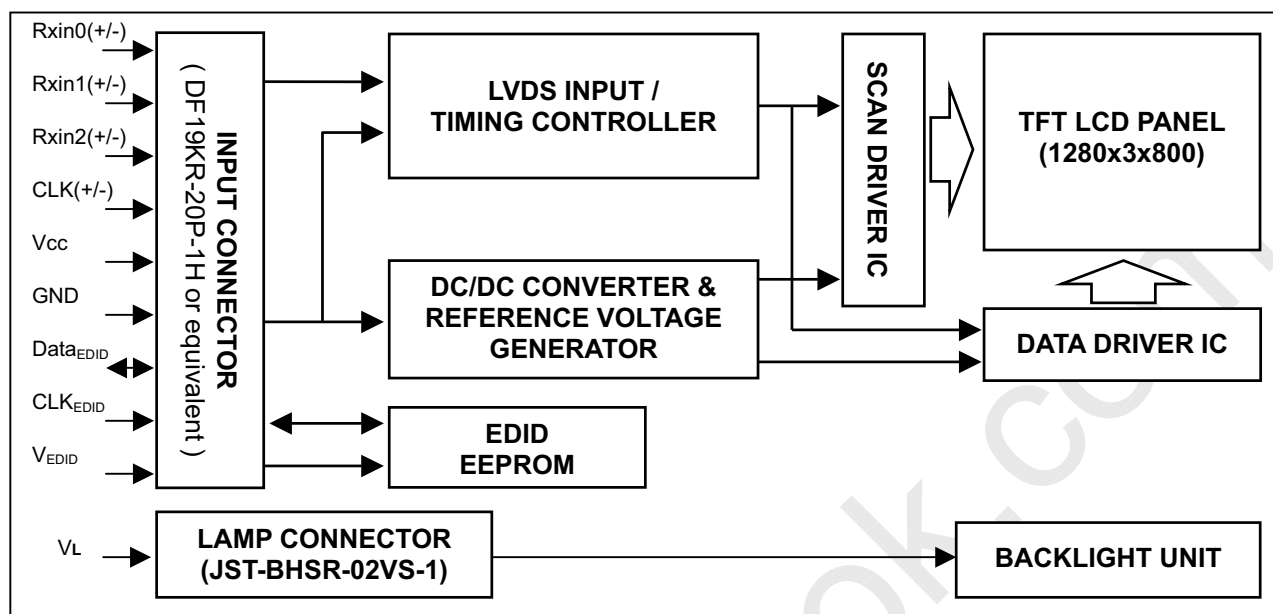 Rxin0(+/-)
Rxin1(+/-)
Rxin2(+/-)
CLK(+/-)
Vcc
GND
DataEDID
CLKEDID
VEDID
VL
INPUT CONNECTOR
( DF19KR-20P-1H or equivalent )
LVDS INPUT /
TIMING CONTROLLER
DC/DC CONVERTER &
REFERENCE VOLTAGE
GENERATOR
EDID
EEPROM
SCAN DRIVER IC
TFT LCD PANEL
(1280x3x800)
DATA DRIVER IC
LAMP CONNECTOR
(JST-BHSR-02VS-1)
BACKLIGHT UNIT
ok.com